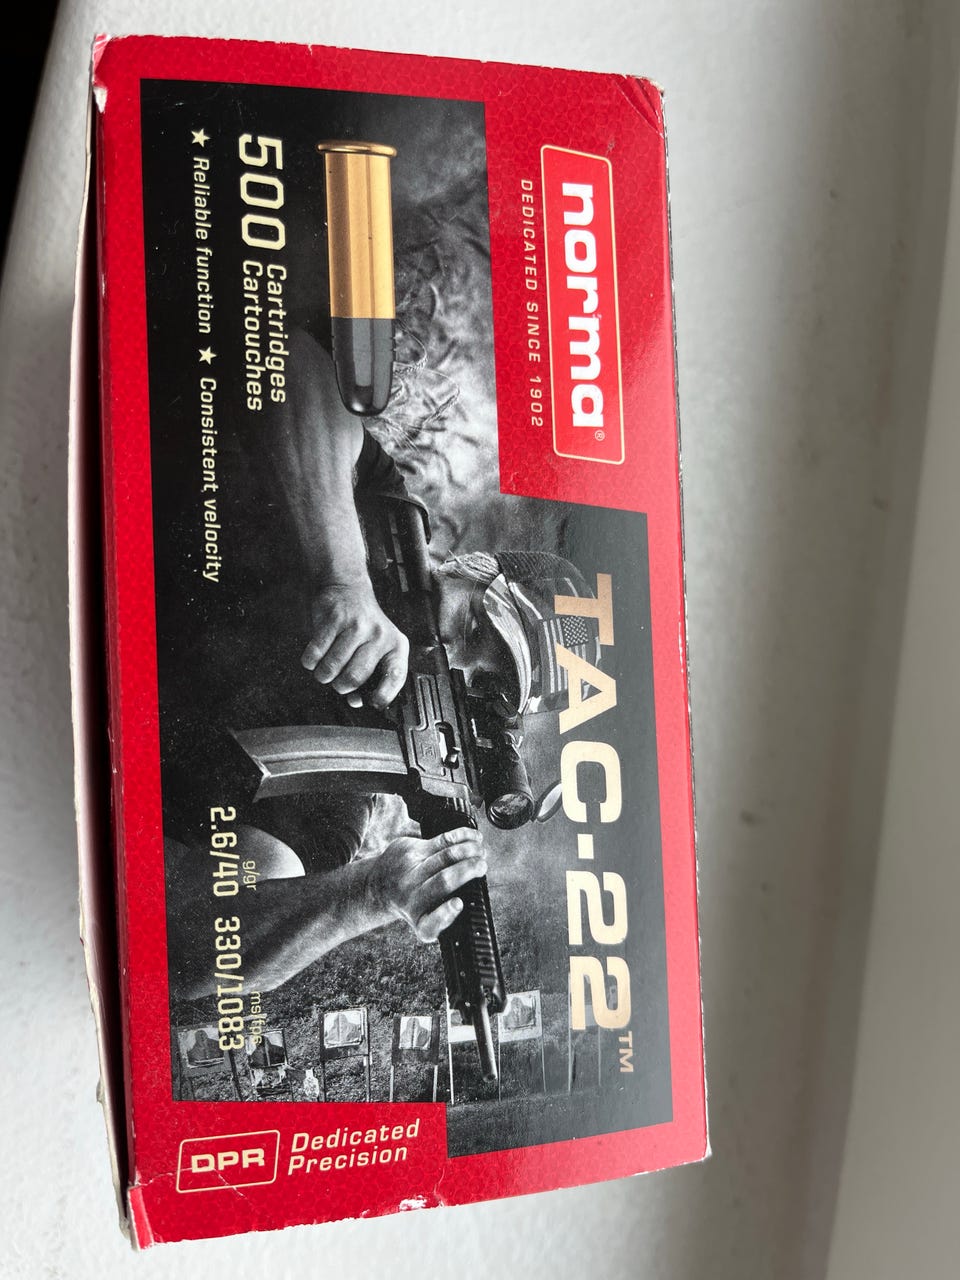 norma®
DEDICATED SINCE 1902
TAC-22™
500 Cartridges
Cartouches
★ Reliable function ★ Consistent velocity
g/gr ms/fps
2.6/40 330/1083
DPR
Dedicated
Precision